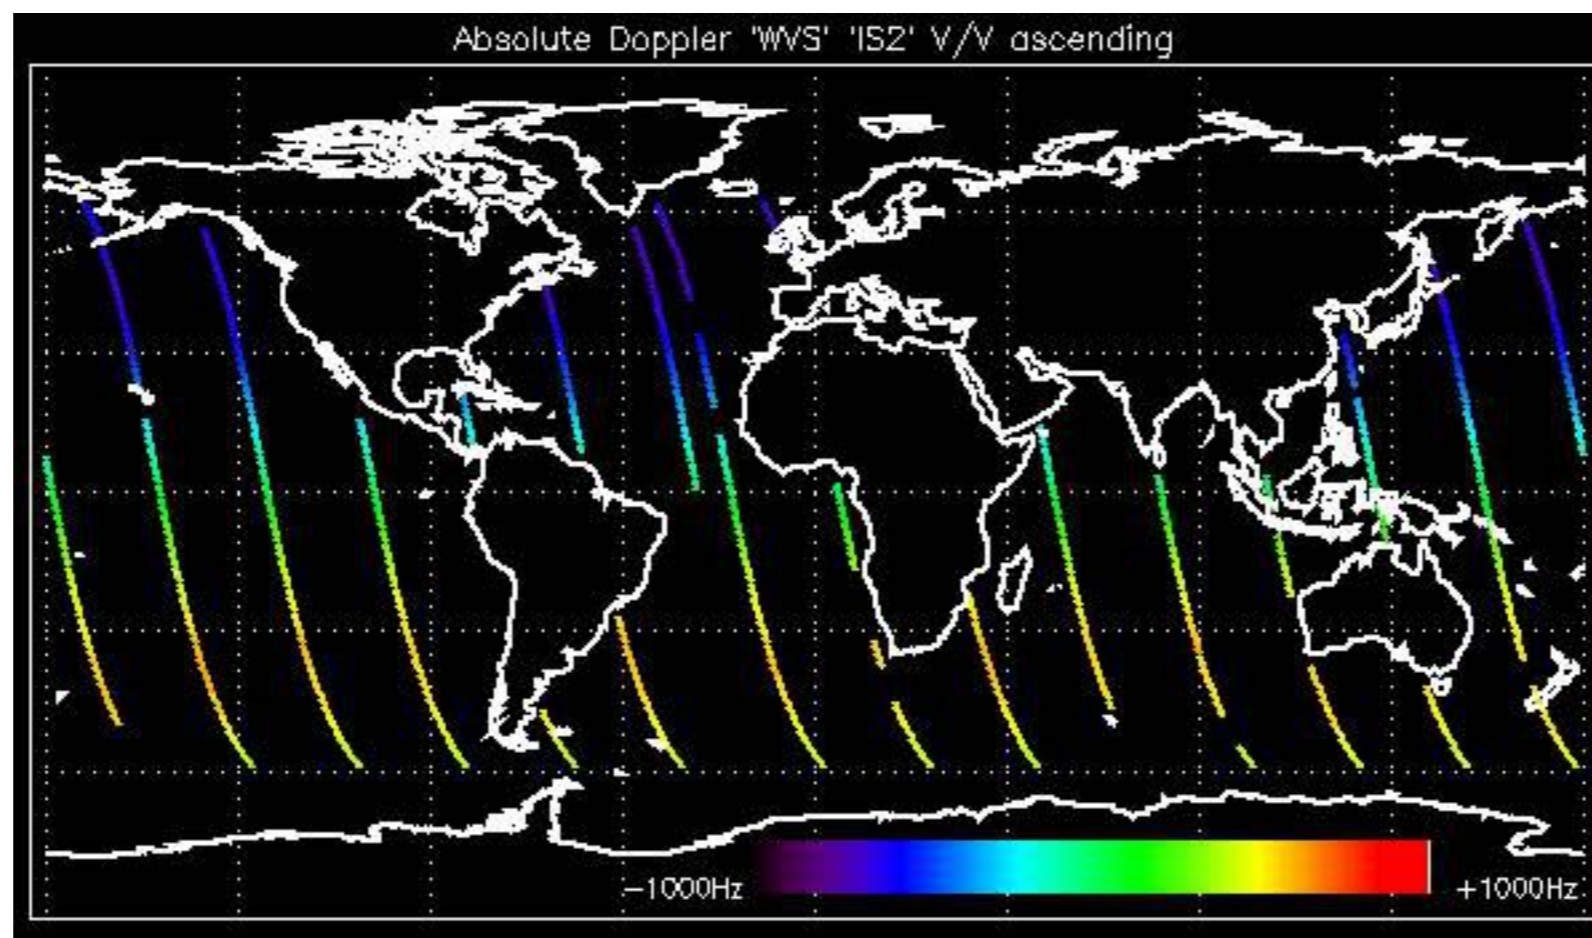 Absolute Doppler 'WVS' 'IS2' V/V ascending
-1000Hz +1000Hz